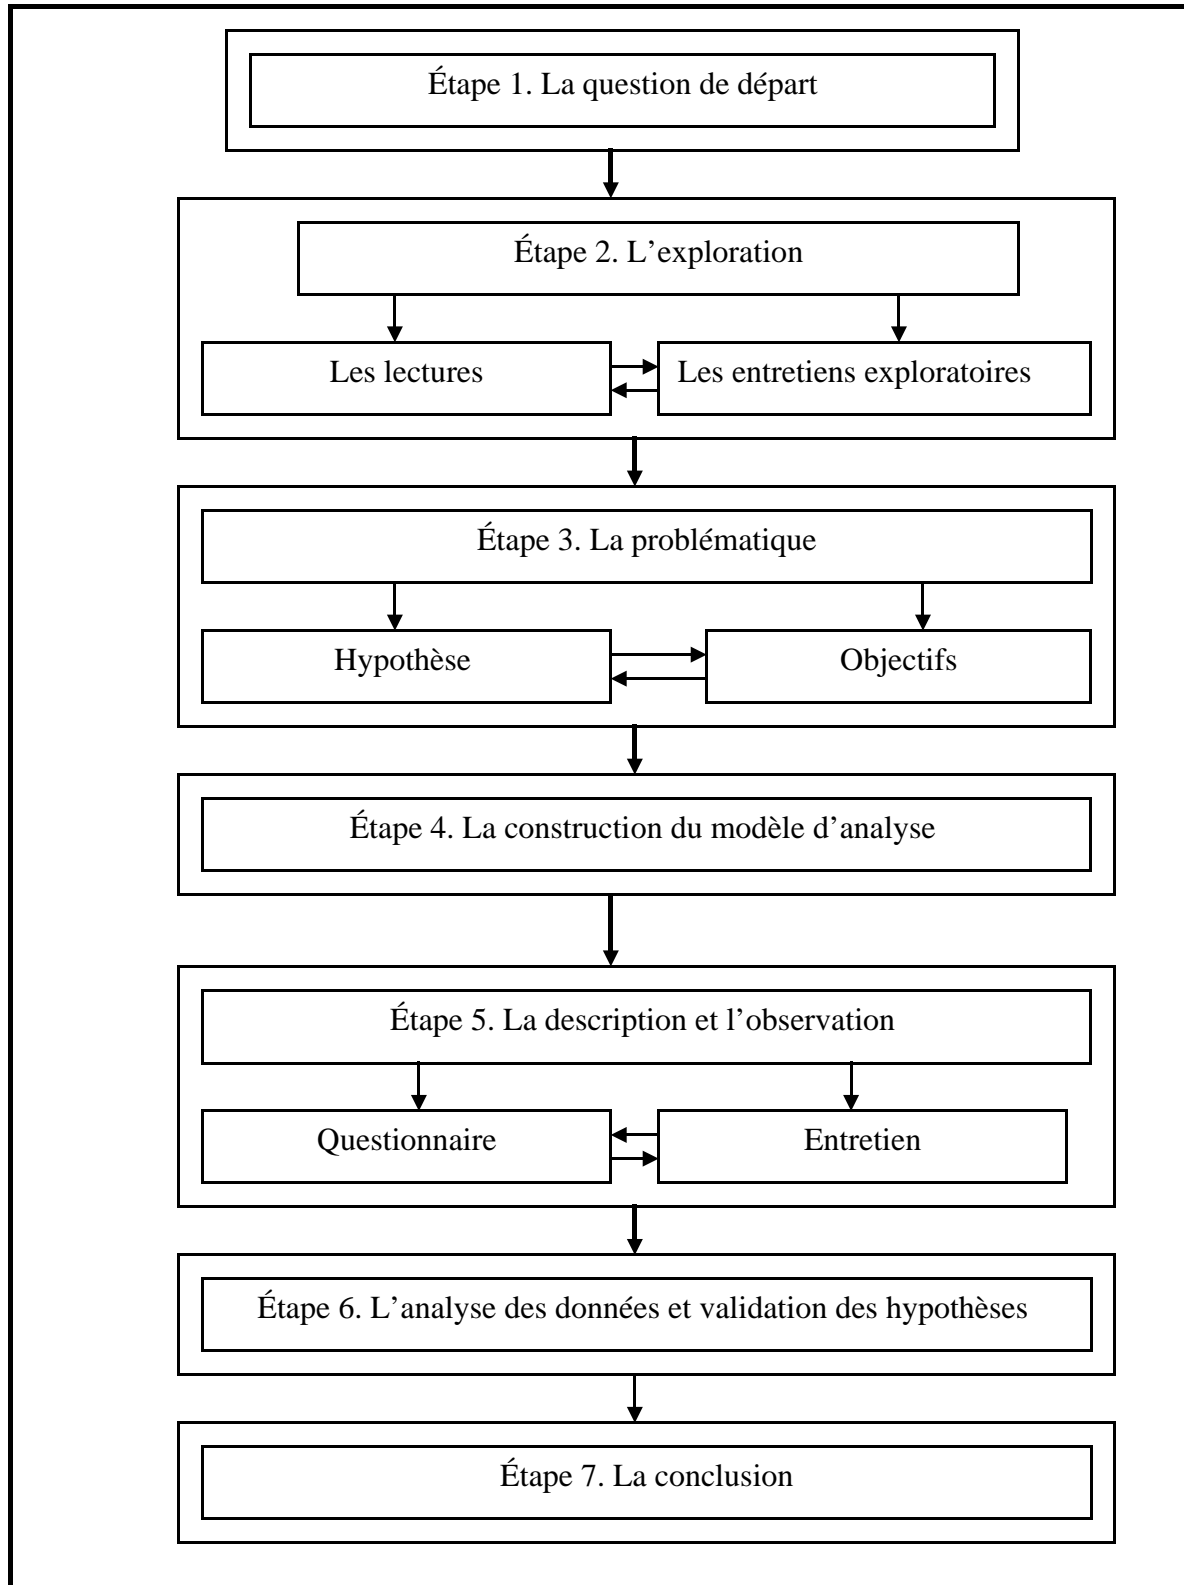 Étape 1. La question de départ
Étape 2. L’exploration
Les lectures
Les entretiens exploratoires
Étape 3. La problématique
Hypothèse
Objectifs
Étape 4. La construction du modèle d’analyse
Étape 5. La description et l’observation
Questionnaire
Entretien
Étape 6. L’analyse des données et validation des hypothèses
Étape 7. La conclusion